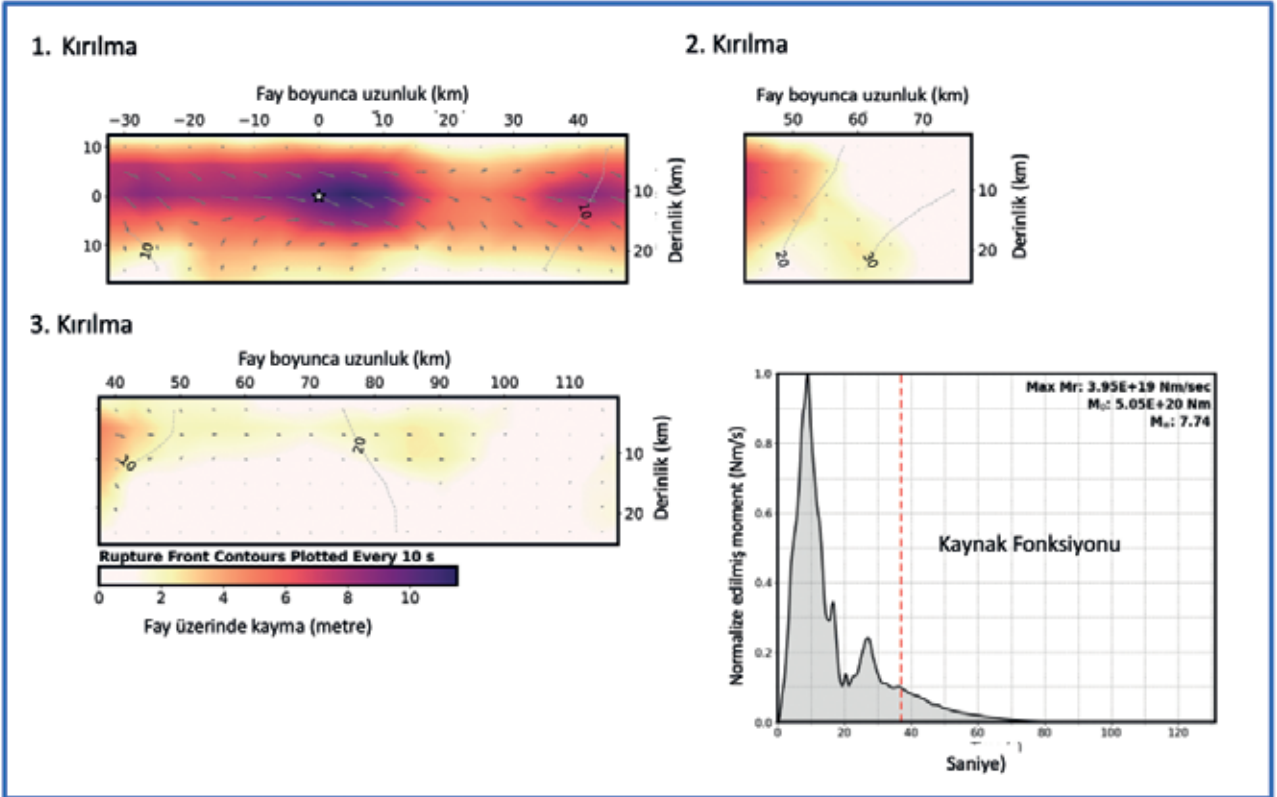 1. Kırılma
Fay boyunca uzunluk (km)
−30 −20 −10 0 10 20 30 40
10
0
10
10
20
Derinlik (km)
10
10
2. Kırılma
Fay boyunca uzunluk (km)
50 60 70
10
20
Derinlik (km)
20
30
3. Kırılma
Fay boyunca uzunluk (km)
40 50 60 70 80 90 100 110
10
20
Derinlik (km)
20
Rupture Front Contours Plotted Every 10 s
0 2 4 6 8 10
Fay üzerinde kayma (metre)
Normalize edilmiş moment (Nm/s)
1.0
0.8
0.6
0.4
0.2
0.0
Max Mr: 3.95E+19 Nm/sec
M₀: 5.05E+20 Nm
7.74
Kaynak Fonksiyonu
0 20 40 60 80 100 120
Saniye)